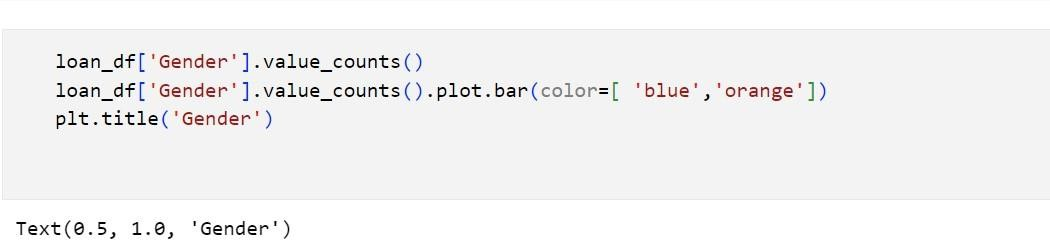 loan_df['Gender'].value_counts()
loan_df['Gender'].value_counts().plot.bar(color=[ 'blue','orange'])
plt.title('Gender')
Text(0.5, 1.0, 'Gender')